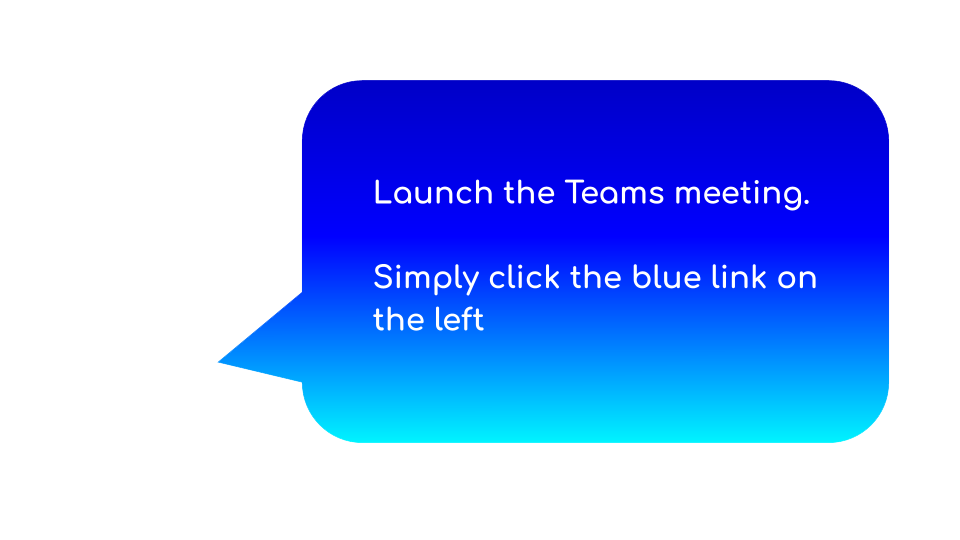 Launch the Teams meeting.
Simply click the blue link on
the left